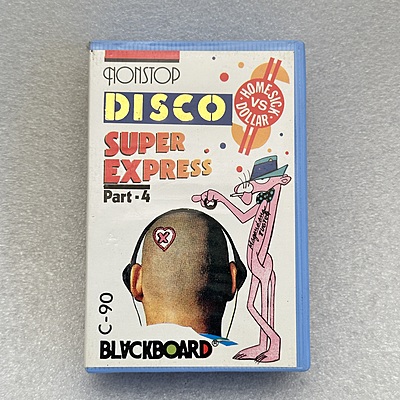 NONSTOP
DISCO
HOMESICK
VS
DOLLAR
SUPER
EXPRESS
Part - 4
X
C-90
BLACKBOARD®